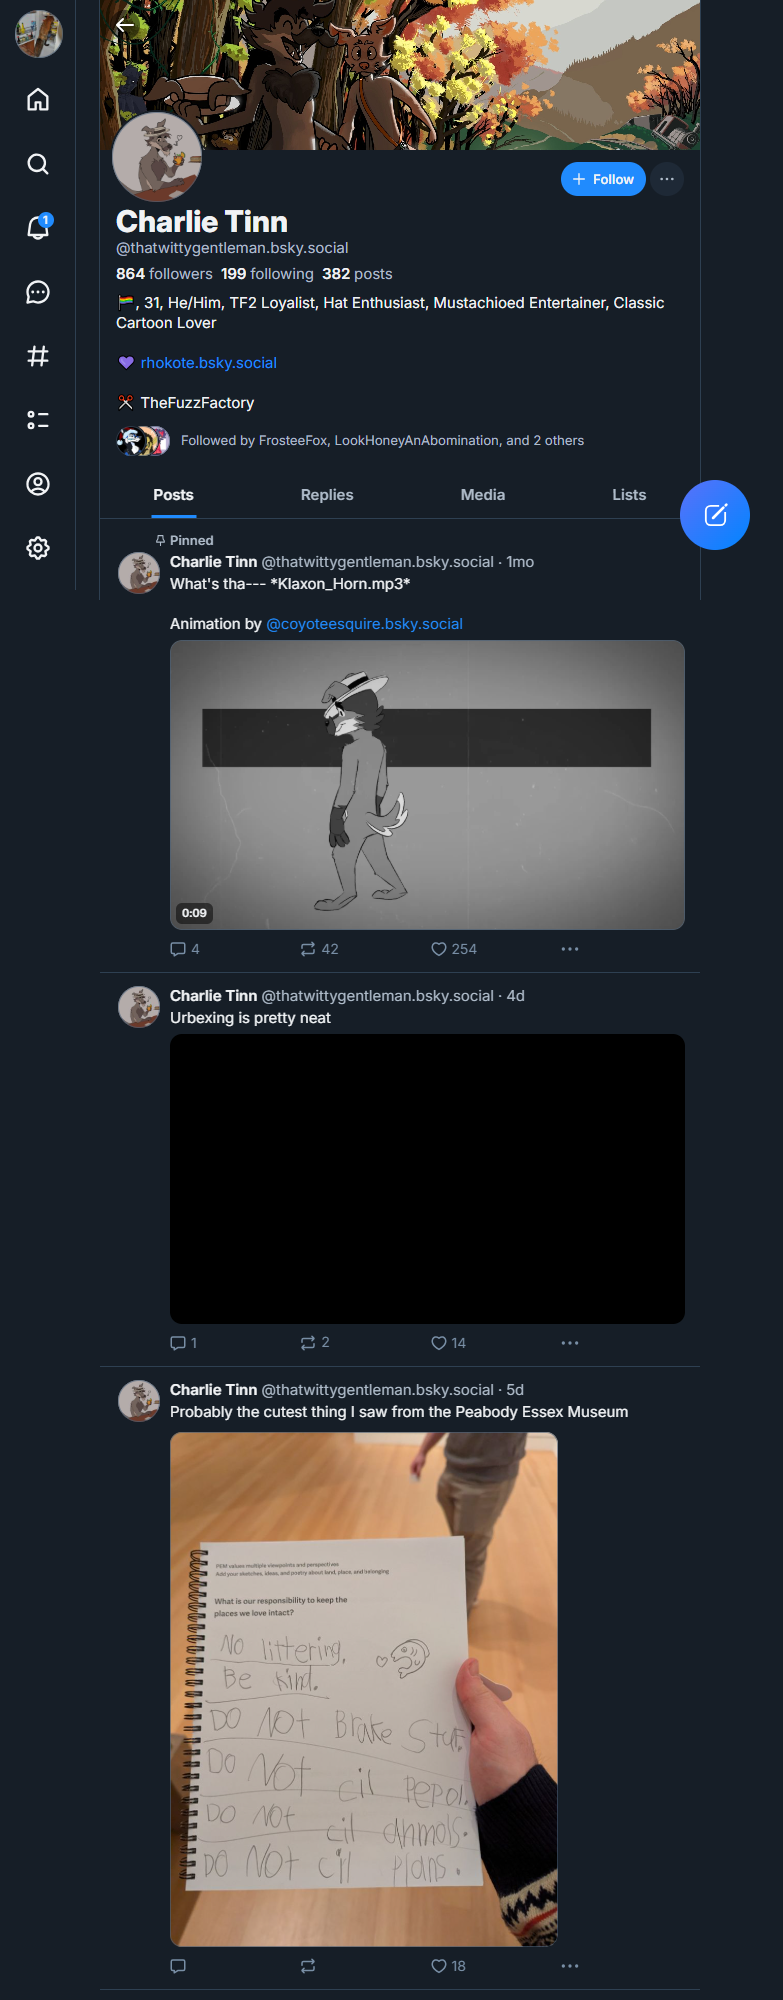 Follow
Charlie Tinn
@thatwittygentleman.bsky.social
864 followers 199 following 382 posts
🏳️‍🌈, 31, He/Him, TF2 Loyalist, Hat Enthusiast, Mustachioed Entertainer, Classic
Cartoon Lover
💜 rhokote.bsky.social
✂️ TheFuzzFactory
Followed by FrosteeFox, LookHoneyAnAbomination, and 2 others
Posts Replies Media Lists
1
Pinned
Charlie Tinn @thatwittygentleman.bsky.social · 1mo
What's tha--- *Klaxon_Horn.mp3*
Animation by @coyoteesquire.bsky.social
0:09
4 42 254
Charlie Tinn @thatwittygentleman.bsky.social · 4d
Urbexing is pretty neat
1 2 14
Charlie Tinn @thatwittygentleman.bsky.social · 5d
Probably the cutest thing I saw from the Peabody Essex Museum
PEM values multiple viewpoints and perspectives
Add your sketches, ideas, and poetry about land, place, and belonging
What is our responsibility to keep the
places we love intact?
No littering.
Be kind.
DO NOt Brake Stuf.
DO NOt cil pepol.
DO NOt cil anmols.
DO NOt cil plans.
18